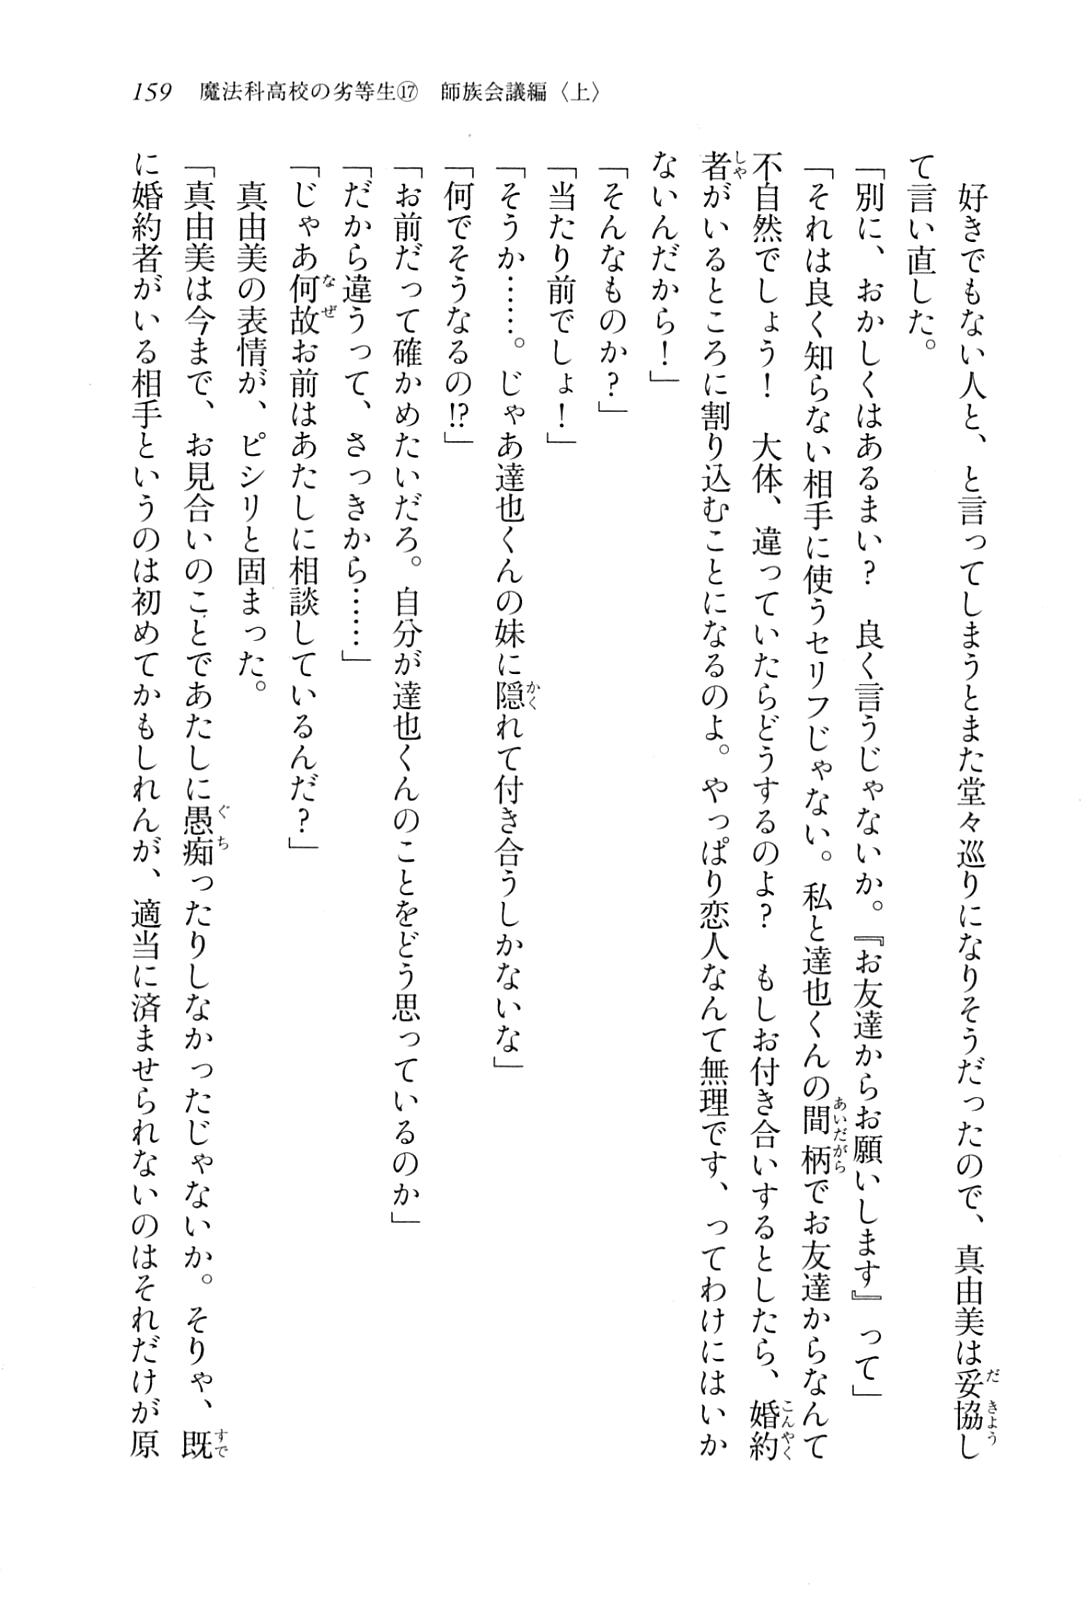 159　魔法科高校の劣等生⑰　師族会議編〈上〉
　好きでもない人と、と言ってしまうとまた堂々巡りになりそうだったので、真由美は妥協し
て言い直した。
「別に、おかしくはあるまい？　良く言うじゃないか。『お友達からお願いします』って」
「それは良く知らない相手に使うセリフじゃない。私と達也くんの間柄でお友達からなんて
不自然でしょう！　大体、違っていたらどうするのよ？　もしお付き合いするとしたら、婚約
者がいるところに割り込むことになるのよ。やっぱり恋人なんて無理です、ってわけにはいか
ないんだから！」
「そんなものか？」
「当たり前でしょ！」
「そうか……。じゃあ達也くんの妹に隠れて付き合うしかないな」
「何でそうなるの!?」
「お前だって確かめたいだろ。自分が達也くんのことをどう思っているのか」
「だから違うって、さっきから……」
「じゃあ何故お前はあたしに相談しているんだ？」
　真由美の表情が、ピシリと固まった。
「真由美は今まで、お見合いのことであたしに愚痴ったりしなかったじゃないか。そりゃ、既
に婚約者がいる相手というのは初めてかもしれんが、適当に済ませられないのはそれだけが原